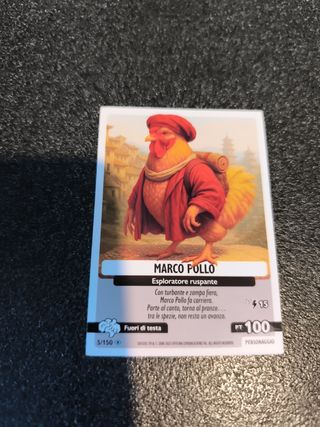 MARCO POLLO
Esploratore ruspante
Con turbante e zampa fiera,
Marco Pollo fa carriera.
Parte al canto, torna al pranzo...
tra le spezie, non resta un avanzo.
15
Fuori di testa
PT 100
5/150
PERSONAGGIO